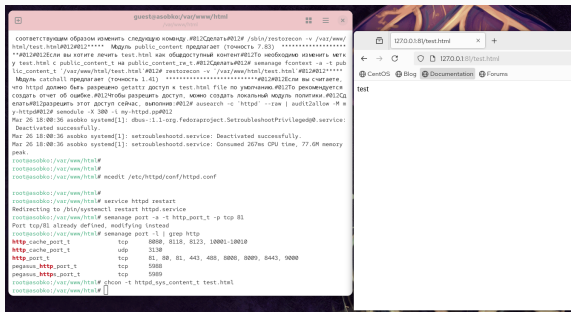 guest@asobko:/var/www/html
соответствующим образом изменить следующую команду.#012Сделать#012# /sbin/restorecon -v /var/www/
html/test.html#012#012***** Модуль public_content предлагает (точность 7.83) ******************
**#012#012Если вы хотите лечить test.html как общедоступный контент#012То необходимо изменить метк
у test.html с public_content_t на public_content_rw_t.#012Сделать#012# semanage fcontext -a -t pub
lic_content_t '/var/www/html/test.html'#012# restorecon -v '/var/www/html/test.html'#012#012*****
Модуль catchall предлагает (точность 1.41) **************************#012#012Если вы считаете,
что httpd должно быть разрешено getattr доступ к test.html file по умолчанию.#012То рекомендуется
создать отчет об ошибке.#012Чтобы разрешить доступ, можно создать локальный модуль политики.#012Сд
елать#012разрешить этот доступ сейчас, выполнив:#012# ausearch -c 'httpd' --raw | audit2allow -M m
y-httpd#012# semodule -X 300 -i my-httpd.pp#012
Mar 26 18:00:36 asobko systemd[1]: dbus-:1.1-org.fedoraproject.SetroubleshootPrivileged@0.service:
Deactivated successfully.
Mar 26 18:00:36 asobko systemd[1]: setroubleshootd.service: Deactivated successfully.
Mar 26 18:00:36 asobko systemd[1]: setroubleshootd.service: Consumed 267ms CPU time, 77.6M memory
peak.
root@asobko:/var/www/html#
root@asobko:/var/www/html#
root@asobko:/var/www/html# mcedit /etc/httpd/conf/httpd.conf
root@asobko:/var/www/html#
root@asobko:/var/www/html# service httpd restart
Redirecting to /bin/systemctl restart httpd.service
root@asobko:/var/www/html# semanage port -a -t http_port_t -p tcp 81
Port tcp/81 already defined, modifying instead
root@asobko:/var/www/html# semanage port -l | grep http
http_cache_port_t tcp 8080, 8118, 8123, 10001-10010
http_cache_port_t udp 3130
http_port_t tcp 81, 80, 81, 443, 488, 8008, 8009, 8443, 9000
pegasus_http_port_t tcp 5988
pegasus_https_port_t tcp 5989
root@asobko:/var/www/html# chcon -t httpd_sys_content_t test.html
root@asobko:/var/www/html#
127.0.0.1:81/test.html
127.0.0.1:81/test.html
CentOS Blog Documentation Forums
test